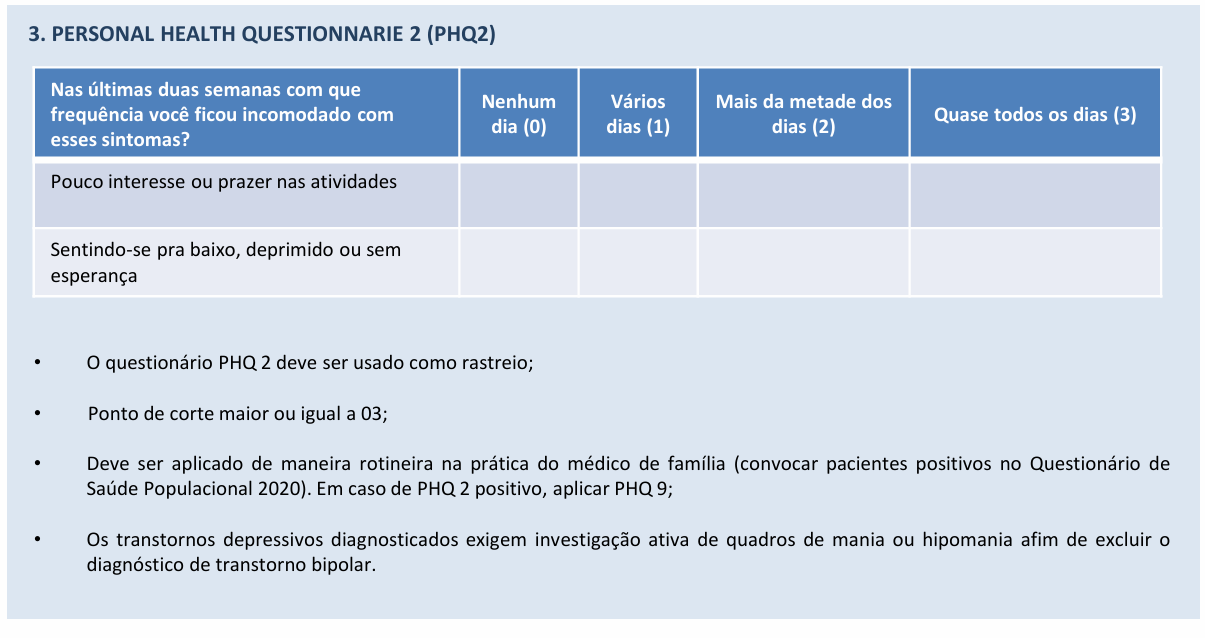 3. PERSONAL HEALTH QUESTIONNARIE 2 (PHQ2)
Nas últimas duas semanas com que
frequência você ficou incomodado com
esses sintomas?
Nenhum
dia (0)
Vários
dias (1)
Mais da metade dos
dias (2)
Quase todos os dias (3)
Pouco interesse ou prazer nas atividades
Sentindo-se pra baixo, deprimido ou sem
esperança
• O questionário PHQ 2 deve ser usado como rastreio;
• Ponto de corte maior ou igual a 03;
• Deve ser aplicado de maneira rotineira na prática do médico de família (convocar pacientes positivos no Questionário de
Saúde Populacional 2020). Em caso de PHQ 2 positivo, aplicar PHQ 9;
• Os transtornos depressivos diagnosticados exigem investigação ativa de quadros de mania ou hipomania afim de excluir o
diagnóstico de transtorno bipolar.